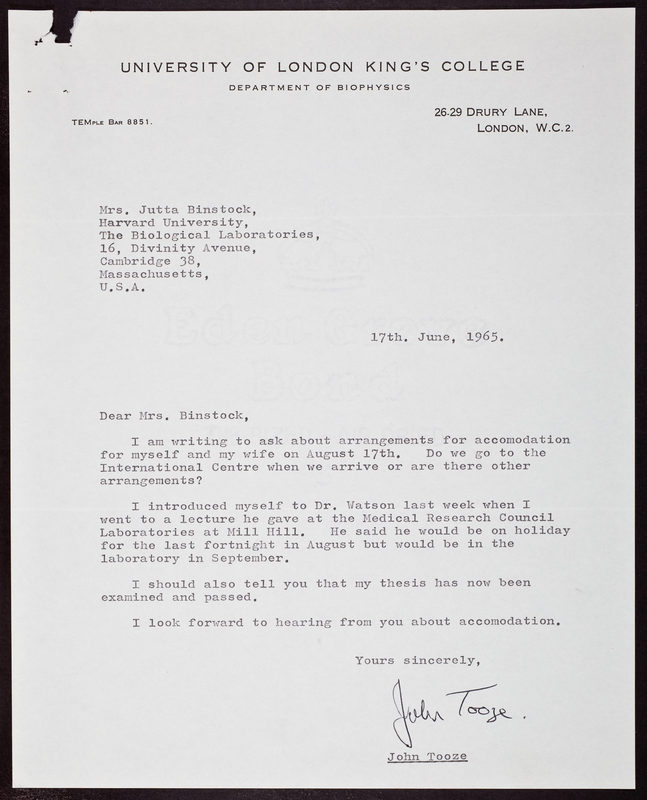 UNIVERSITY OF LONDON KING'S COLLEGE
DEPARTMENT OF BIOPHYSICS
TEMPLE BAR 8851.
26-29 DRURY LANE,
LONDON, W.C.2.
Mrs. Jutta Binstock,
Harvard University,
The Biological Laboratories,
16, Divinity Avenue,
Cambridge 38,
Massachusetts,
U.S.A.
17th. June, 1965.
Dear Mrs. Binstock,
I am writing to ask about arrangements for accomodation
for myself and my wife on August 17th. Do we go to the
International Centre when we arrive or are there other
arrangements?
I introduced myself to Dr. Watson last week when I
went to a lecture he gave at the Medical Research Council
Laboratories at Mill Hill. He said he would be on holiday
for the last fortnight in August but would be in the
laboratory in September.
I should also tell you that my thesis has now been
examined and passed.
I look forward to hearing from you about accomodation.
Yours sincerely,
John Tooze.
John Tooze